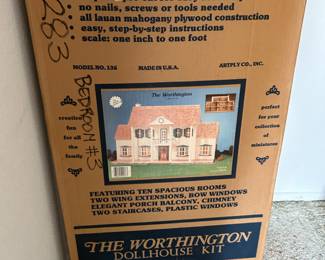 no nails, screws or tools needed
all lauan mahogany plywood construction
easy, step-by-step instructions
scale: one inch to one foot
283
BEDROOM #3
MODEL NO. 126
MADE IN U.S.A.
ARTPLY CO., INC.
creative
fun
for all
the
family
The Worthington
perfect
for your
collection
of
miniatures
FEATURING TEN SPACIOUS ROOMS
TWO WING EXTENSIONS, BOW WINDOWS
ELEGANT PORCH BALCONY, CHIMNEY
TWO STAIRCASES, PLASTIC WINDOWS
THE WORTHINGTON
DOLLHOUSE KIT